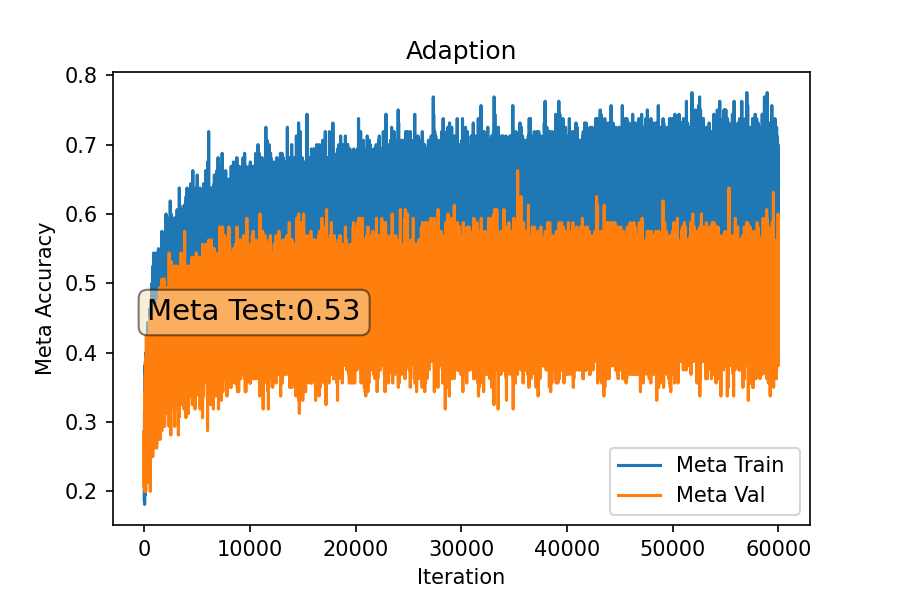 Adaption
0.8
0.7
0.6
0.5
0.4
0.3
0.2
Meta Accuracy
Meta Test:0.53
Meta Train
Meta Val
0 10000 20000 30000 40000 50000 60000
Iteration